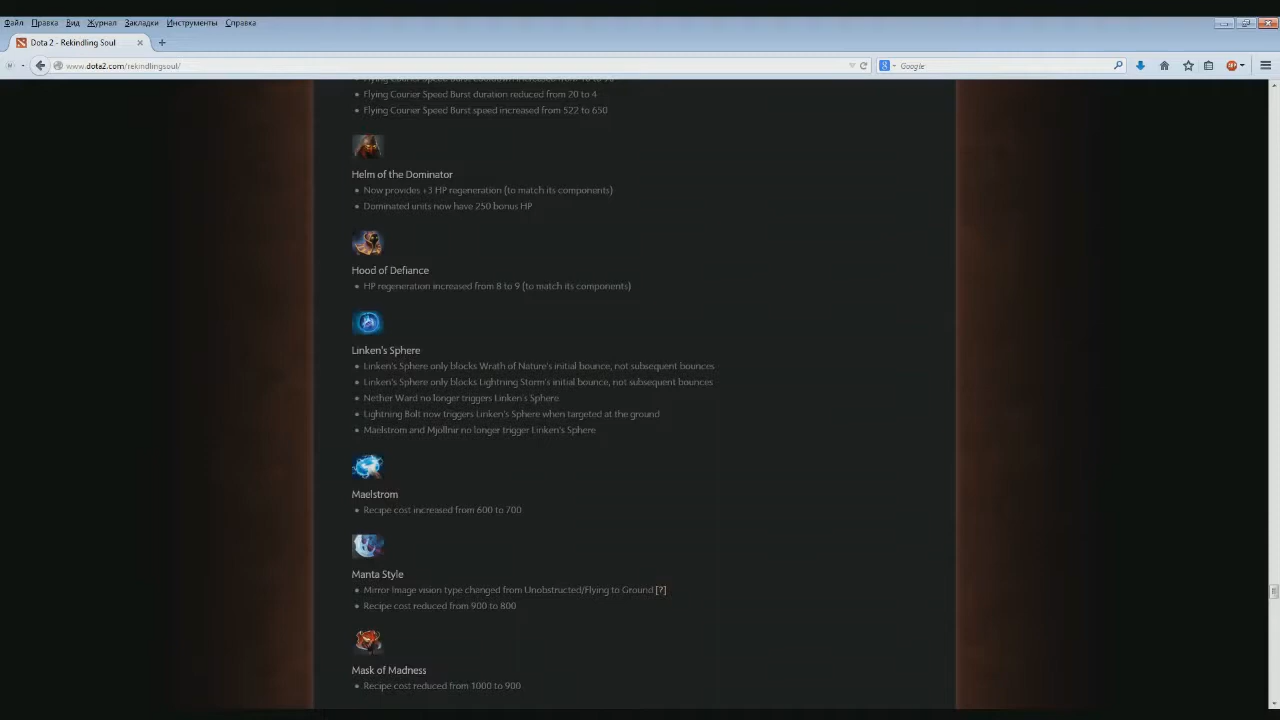 Файл Правка Вид Журнал Закладки Инструменты Справка
Dota 2 - Rekindling Soul
www.dota2.com/rekindlingsoul/
Google
Flying Courier Speed Burst cooldown increased from
• Flying Courier Speed Burst duration reduced from 20 to 4
• Flying Courier Speed Burst speed increased from 522 to 650
Helm of the Dominator
• Now provides +3 HP regeneration (to match its components)
• Dominated units now have 250 bonus HP
Hood of Defiance
• HP regeneration increased from 8 to 9 (to match its components)
Linken's Sphere
• Linken's Sphere only blocks Wrath of Nature's initial bounce, not subsequent bounces
• Linken's Sphere only blocks Lightning Storm's initial bounce, not subsequent bounces
• Nether Ward no longer triggers Linken's Sphere
• Lightning Bolt now triggers Linken's Sphere when targeted at the ground
• Maelstrom and Mjollnir no longer trigger Linken's Sphere
Maelstrom
• Recipe cost increased from 600 to 700
Manta Style
• Mirror Image vision type changed from Unobstructed/Flying to Ground [?]
• Recipe cost reduced from 900 to 800
Mask of Madness
• Recipe cost reduced from 1000 to 900